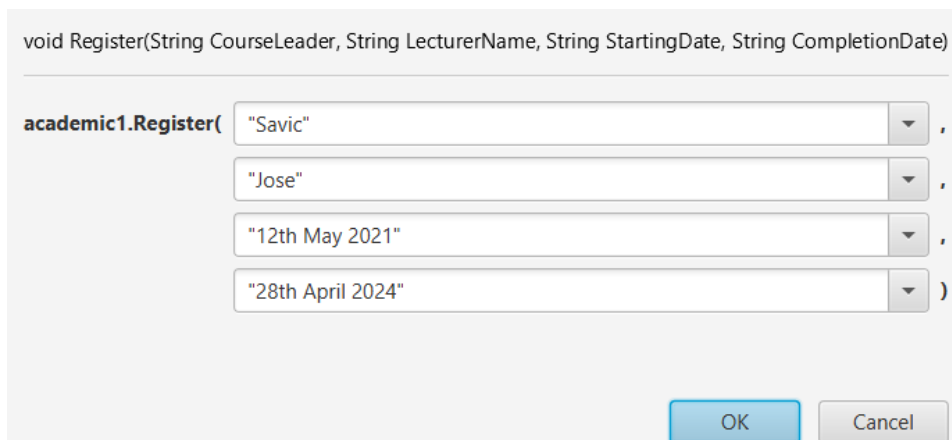 void Register(String CourseLeader, String LecturerName, String StartingDate, String CompletionDate)
academic1.Register( "Savic" ,
"Jose" ,
"12th May 2021" ,
"28th April 2024" )
OK Cancel